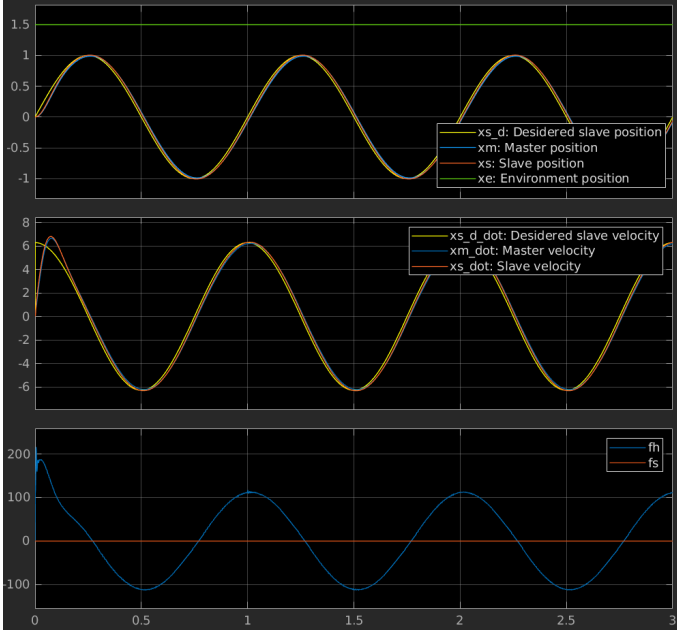 1.5
1
0.5
0
-0.5
-1
xs_d: Desidered slave position
xm: Master position
xs: Slave position
xe: Environment position
8
6
4
2
0
-2
-4
-6
xs_d_dot: Desidered slave velocity
xm_dot: Master velocity
xs_dot: Slave velocity
200
100
0
-100
fh
fs
0 0.5 1 1.5 2 2.5 3